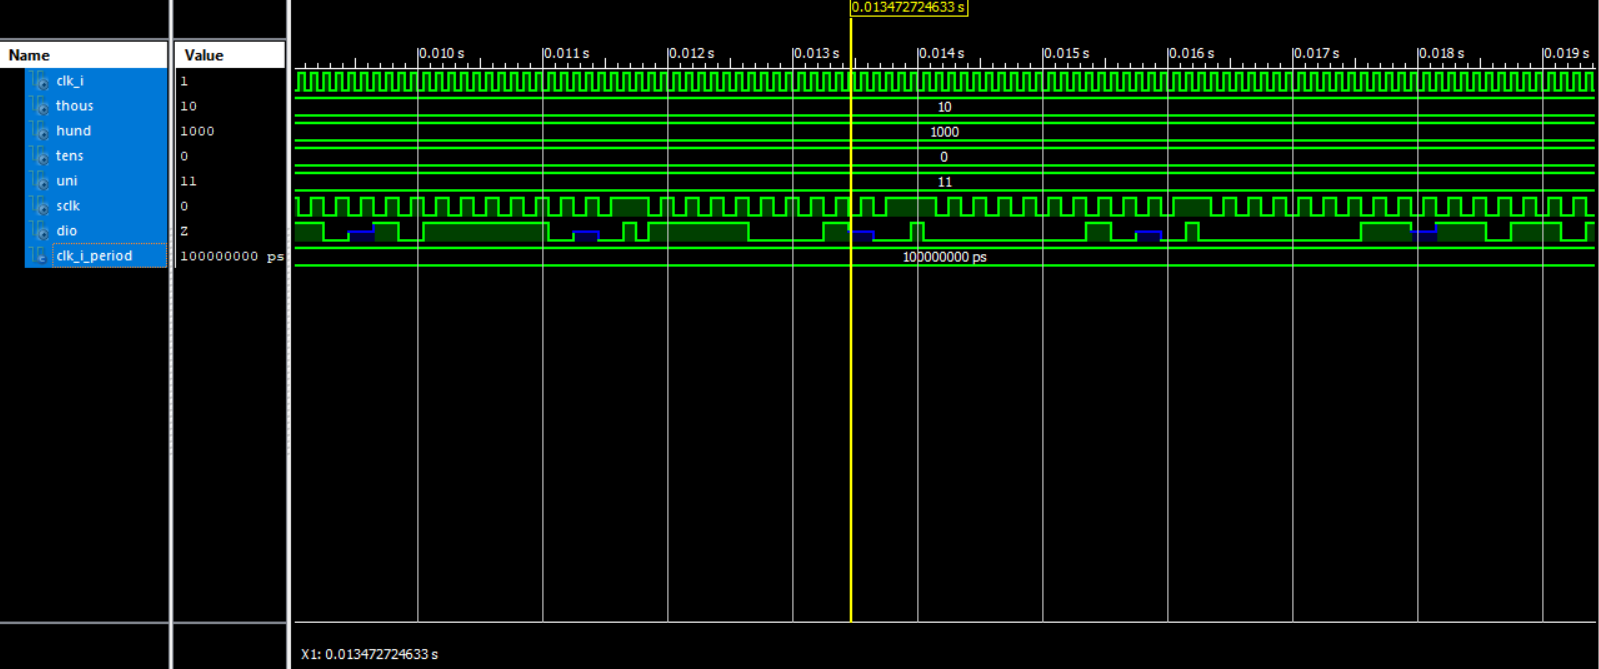 0.013472724633 s
Name Value
0.010 s 0.011 s 0.012 s 0.013 s 0.014 s 0.015 s 0.016 s 0.017 s 0.018 s 0.019 s
clk_i 1
thous 10 10
hund 1000 1000
tens 0 0
uni 11 11
sclk 0
dio z
clk_i_period 100000000 ps 100000000 ps
X1: 0.013472724633 s